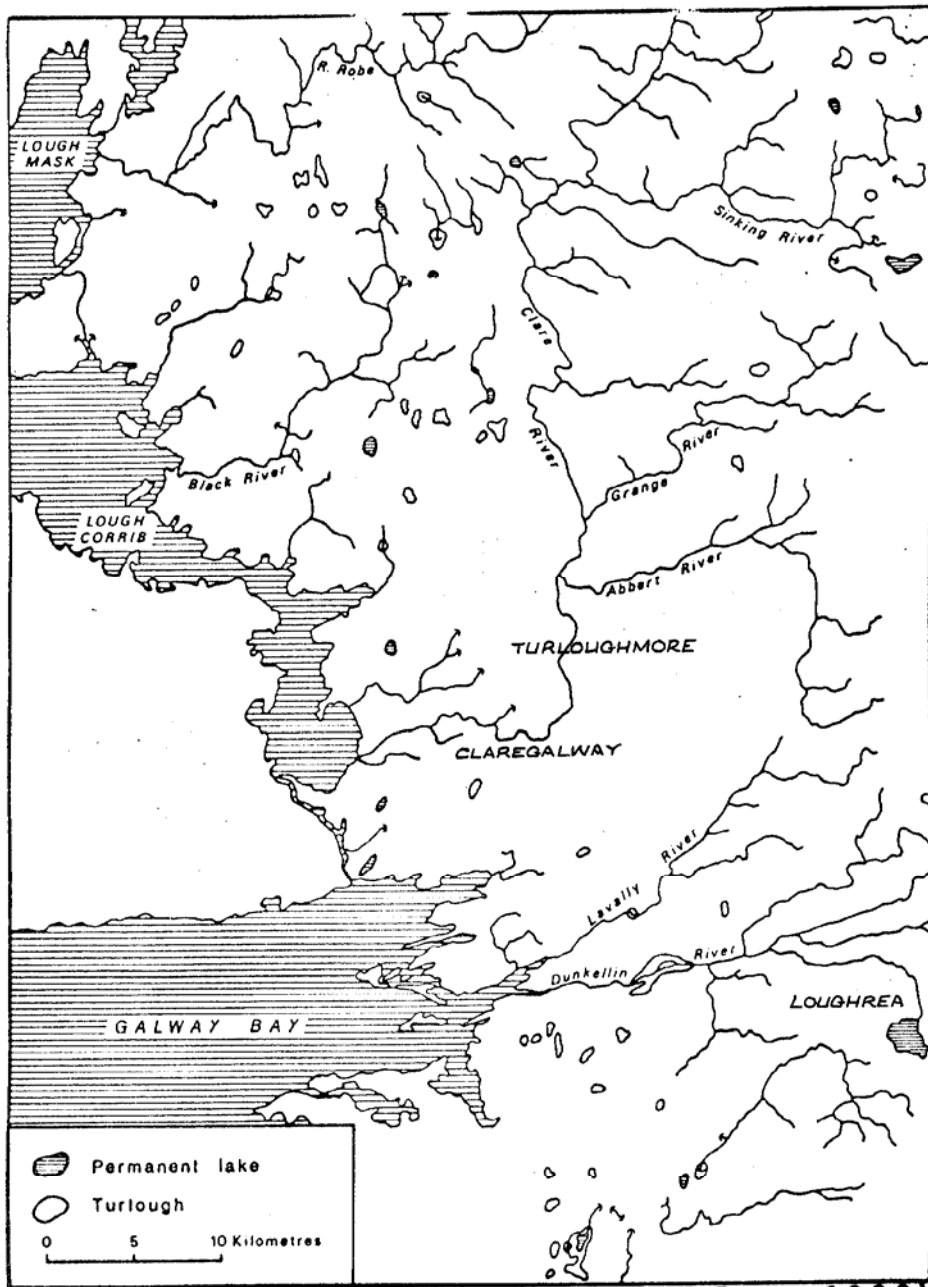 R. Robe
LOUGH
MASK
Sinking River
Clare
River
Black River
Grange River
LOUGH
CORRIB
Abbert River
TURLOUGHMORE
CLAREGALWAY
Lavally River
Dunkellin River
LOUGHREA
GALWAY BAY
Permanent lake
Turlough
0 5 10 Kilometres